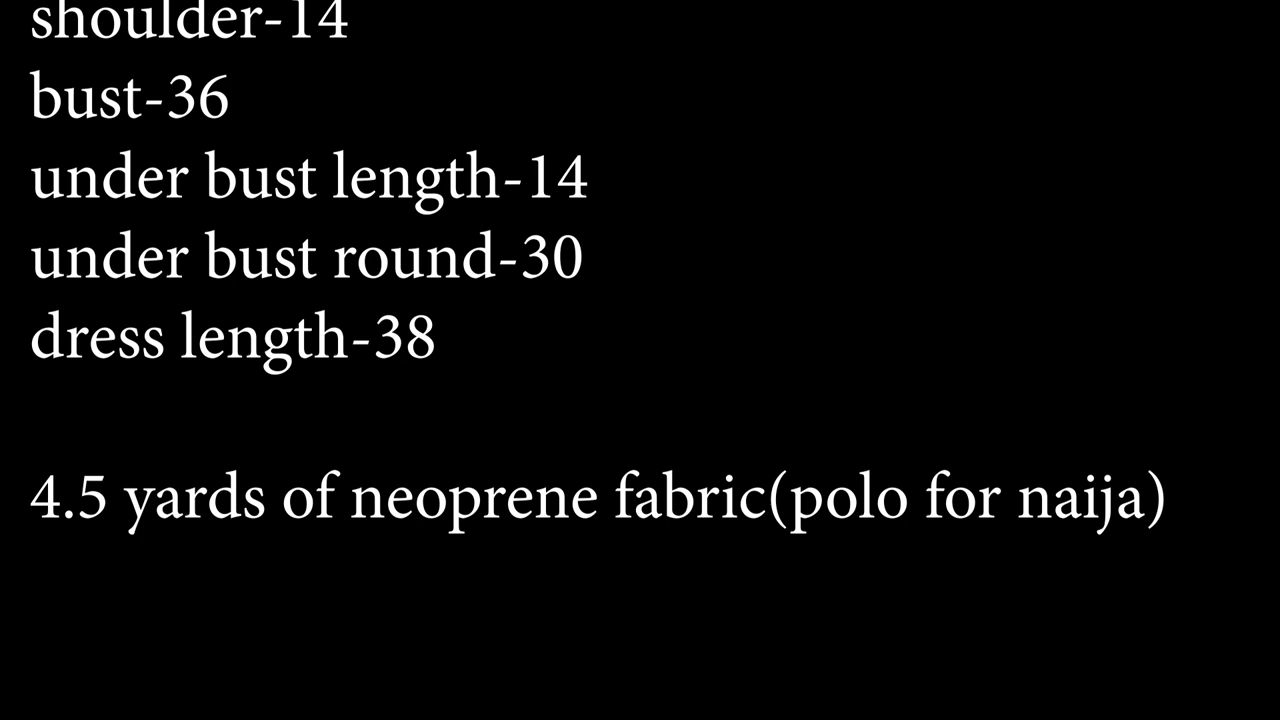 shoulder-14
bust-36
under bust length-14
under bust round-30
dress length-38
4.5 yards of neoprene fabric(polo for naija)